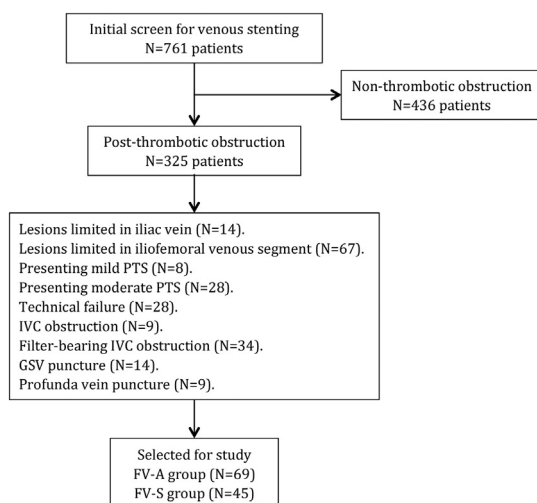 Initial screen for venous stenting
N=761 patients
Non-thrombotic obstruction
N=436 patients
Post-thrombotic obstruction
N=325 patients
Lesions limited in iliac vein (N=14).
Lesions limited in iliofemoral venous segment (N=67).
Presenting mild PTS (N=8).
Presenting moderate PTS (N=28).
Technical failure (N=28).
IVC obstruction (N=9).
Filter-bearing IVC obstruction (N=34).
GSV puncture (N=14).
Profunda vein puncture (N=9).
Selected for study
FV-A group (N=69)
FV-S group (N=45)